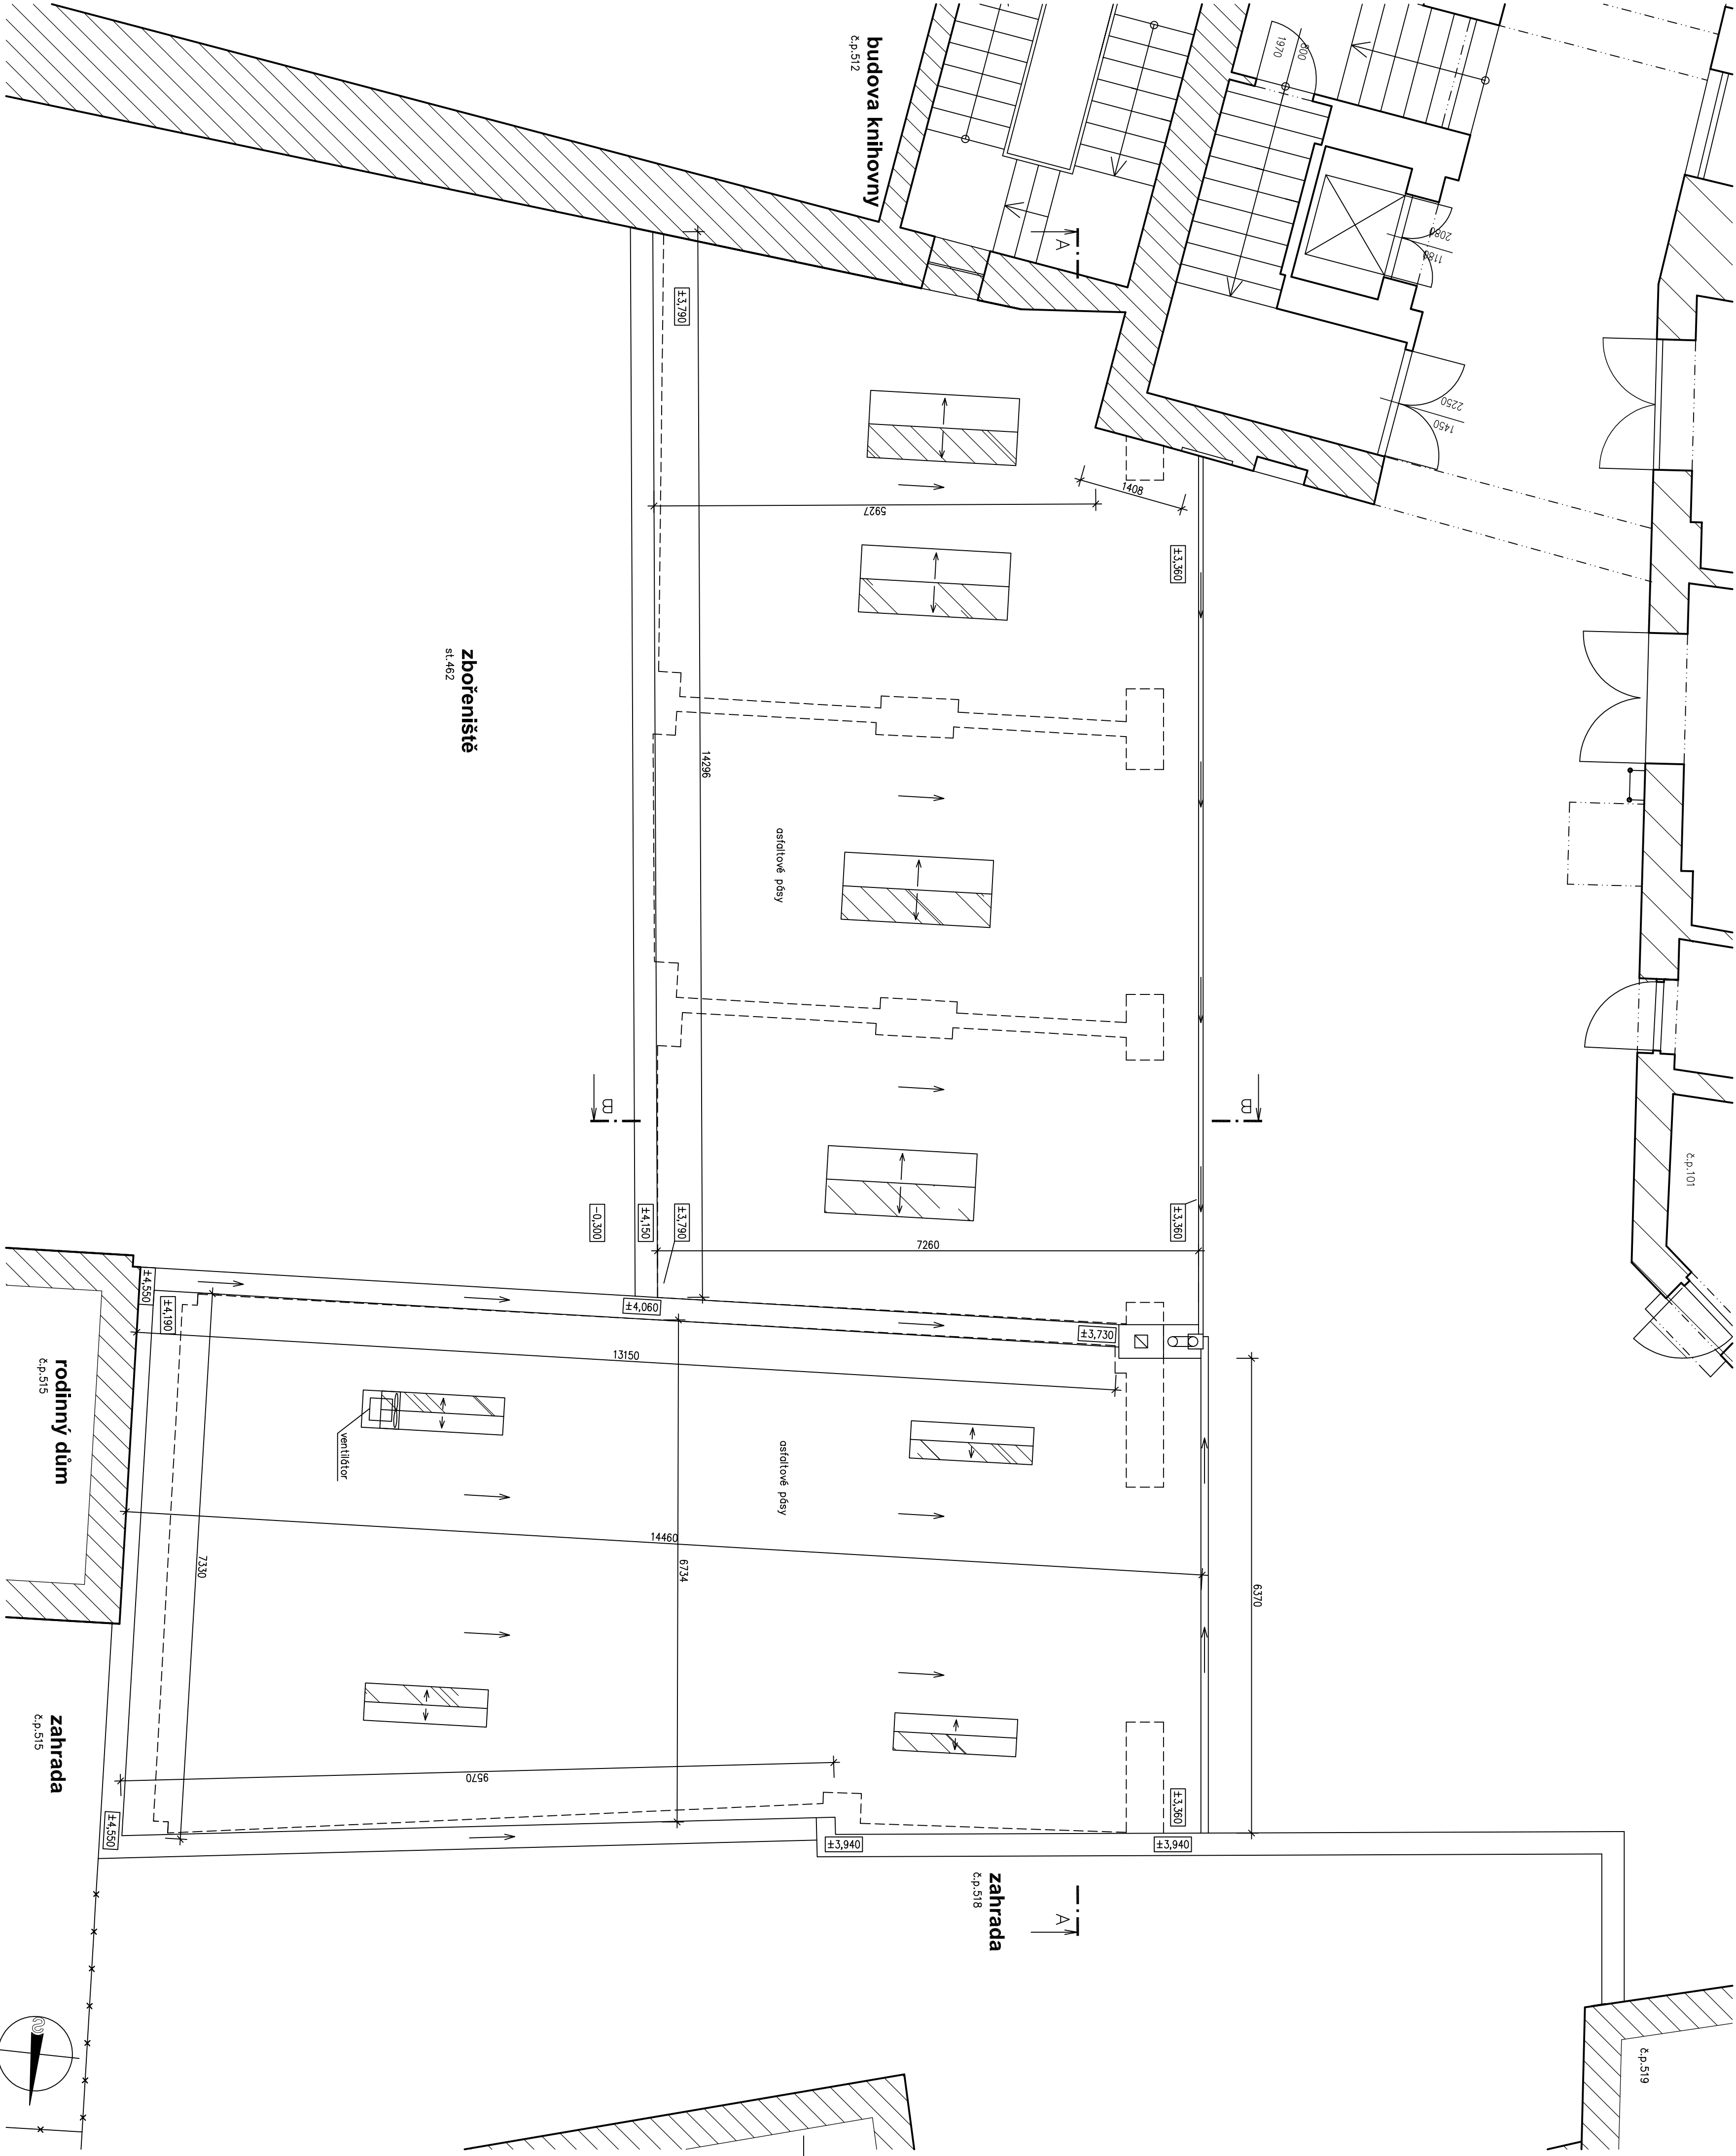 budova knihovny
č.p.512
800
1970
2080
1180
2250
1450
A
±3,790
1408
5927
±3,360
zbořeniště
st.462
14296
asfaltové pásy
B
B
č.p.101
-0,300
±4,150
±3,790
±3,360
7260
±4,550
±4,190
±4,060
±3,730
rodinný dům
č.p.515
13150
ventilátor
asfaltové pásy
14460
7330
6734
6370
zahrada
č.p.515
9570
±4,550
±3,360
±3,940
±3,940
zahrada
č.p.518
A
S
č.p.519